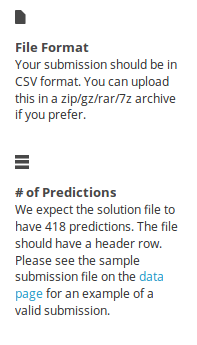 File Format
Your submission should be in
CSV format. You can upload
this in a zip/gz/rar/7z archive
if you prefer.
# of Predictions
We expect the solution file to
have 418 predictions. The file
should have a header row.
Please see the sample
submission file on the data
page for an example of a
valid submission.